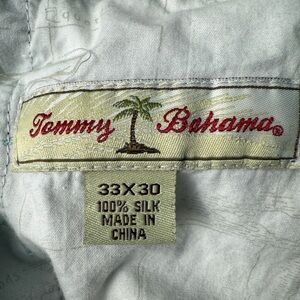 Tommy Bahama®
33X30
100% SILK
MADE IN
CHINA